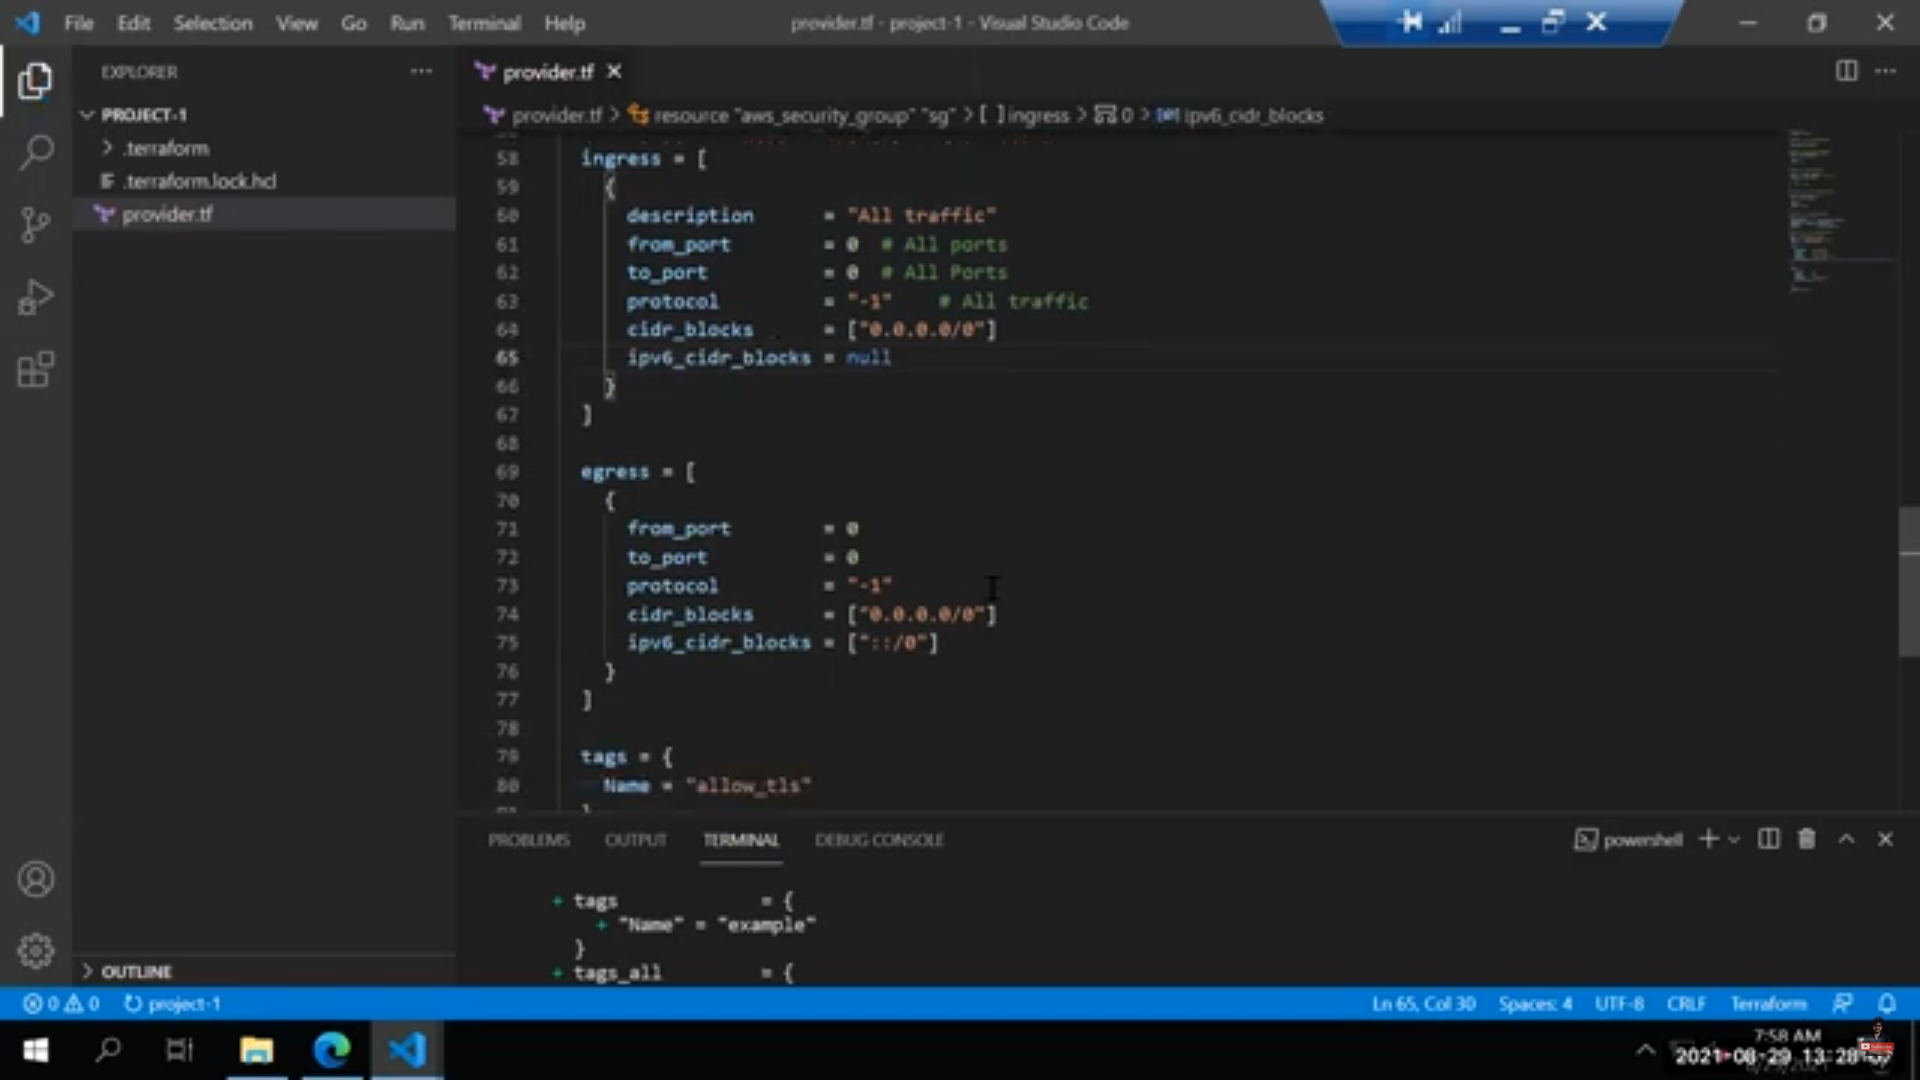 File Edit Selection View Go Run Terminal Help
provider.tf - project-1 - Visual Studio Code
EXPLORER
provider.tf
PROJECT-1
.terraform
.terraform.lock.hcl
provider.tf
provider.tf > resource "aws_security_group" "sg" > [ ] ingress > 0 > ipv6_cidr_blocks
58 ingress = [
59 {
60 description = "All traffic"
61 from_port = 0 # All ports
62 to_port = 0 # All Ports
63 protocol = "-1" # All traffic
64 cidr_blocks = ["0.0.0.0/0"]
65 ipv6_cidr_blocks = null
66 }
67 ]
68
69 egress = [
70 {
71 from_port = 0
72 to_port = 0
73 protocol = "-1"
74 cidr_blocks = ["0.0.0.0/0"]
75 ipv6_cidr_blocks = ["::/0"]
76 }
77 ]
78
79 tags = {
80 Name = "allow_tls"
PROBLEMS OUTPUT TERMINAL DEBUG CONSOLE
powershell
+ tags = {
+ "Name" = "example"
}
+ tags_all = {
OUTLINE
0 0 project-1
Ln 65, Col 30 Spaces: 4 UTF-8 CRLF Terraform
7:58 AM